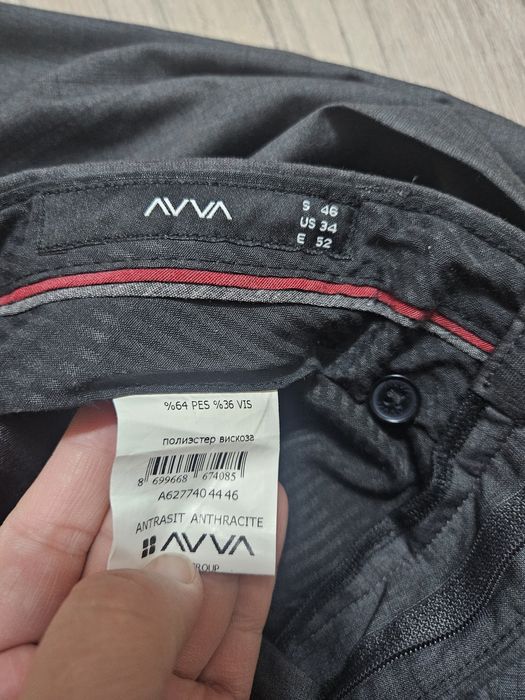 AVVA
S 46
US 34
E 52
%64 PES %36 VIS
полиэстер вискоза
8 699668 674085
A6277404446
ANTRASIT ANTHRACITE
AVVA
GROUP